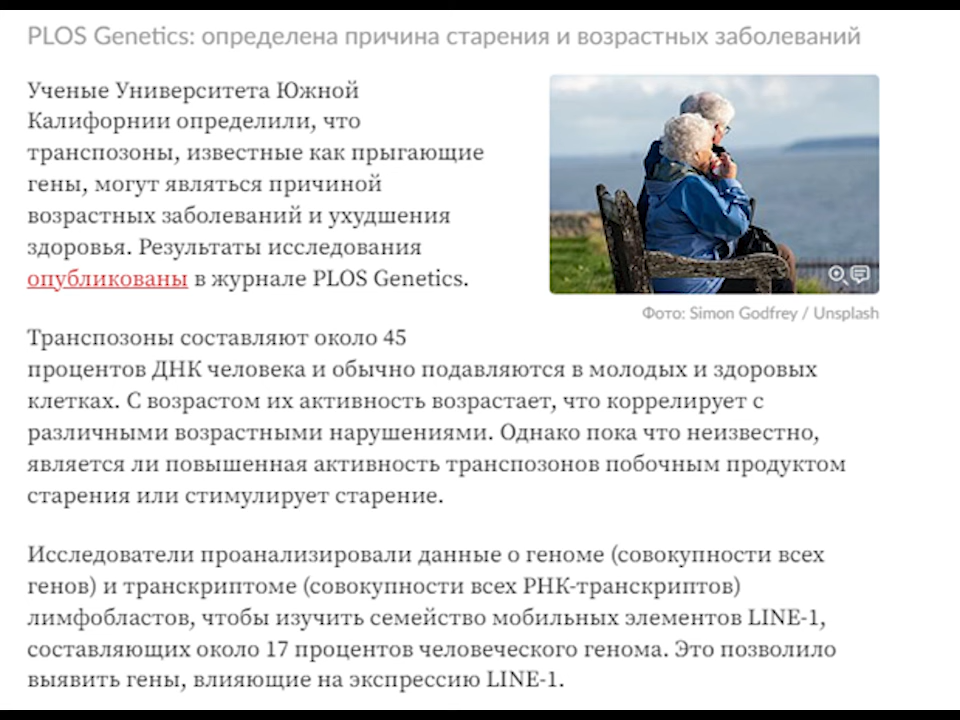 PLOS Genetics: определена причина старения и возрастных заболеваний
Ученые Университета Южной
Калифорнии определили, что
транспозоны, известные как прыгающие
гены, могут являться причиной
возрастных заболеваний и ухудшения
здоровья. Результаты исследования
опубликованы в журнале PLOS Genetics.
Фото: Simon Godfrey / Unsplash
Транспозоны составляют около 45
процентов ДНК человека и обычно подавляются в молодых и здоровых
клетках. С возрастом их активность возрастает, что коррелирует с
различными возрастными нарушениями. Однако пока что неизвестно,
является ли повышенная активность транспозонов побочным продуктом
старения или стимулирует старение.
Исследователи проанализировали данные о геноме (совокупности всех
генов) и транскриптоме (совокупности всех РНК-транскриптов)
лимфобластов, чтобы изучить семейство мобильных элементов LINE-1,
составляющих около 17 процентов человеческого генома. Это позволило
выявить гены, влияющие на экспрессию LINE-1.